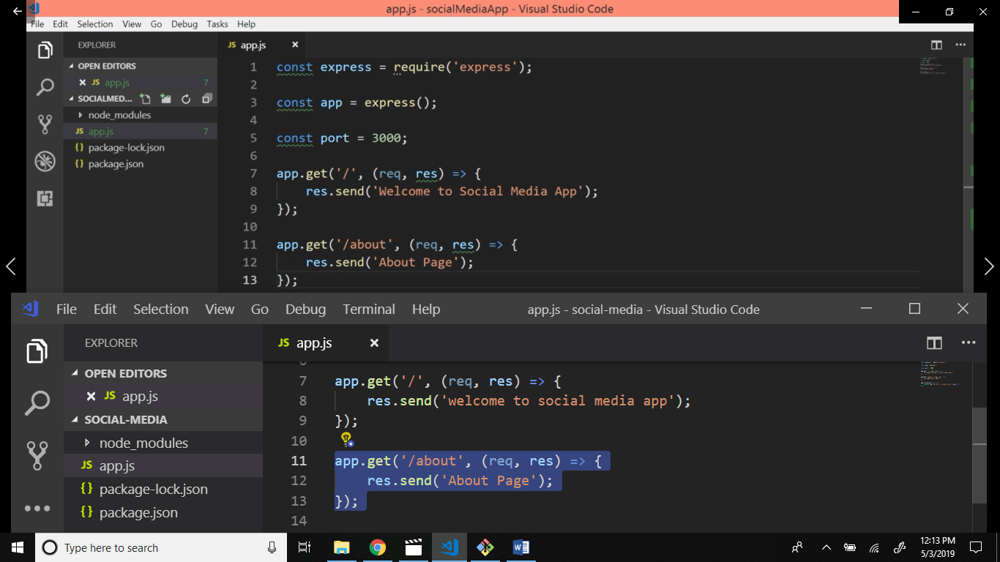 app.js - socialMediaApp - Visual Studio Code
File Edit Selection View Go Debug Tasks Help
EXPLORER
JS app.js
OPEN EDITORS
JS app.js 7
SOCIALMED...
node_modules
JS app.js 7
{} package-lock.json
{} package.json
1 const express = require('express');
2
3 const app = express();
4
5 const port = 3000;
6
7 app.get('/', (req, res) => {
8 res.send('Welcome to Social Media App');
9 });
10
11 app.get('/about', (req, res) => {
12 res.send('About Page');
13 });
File Edit Selection View Go Debug Terminal Help
app.js - social-media - Visual Studio Code
EXPLORER
JS app.js
OPEN EDITORS
JS app.js
SOCIAL-MEDIA
node_modules
JS app.js
{} package-lock.json
{} package.json
7 app.get('/', (req, res) => {
8 res.send('welcome to social media app');
9 });
10
11 app.get('/about', (req, res) => {
12 res.send('About Page');
13 });
14
Type here to search
12:13 PM
5/3/2019